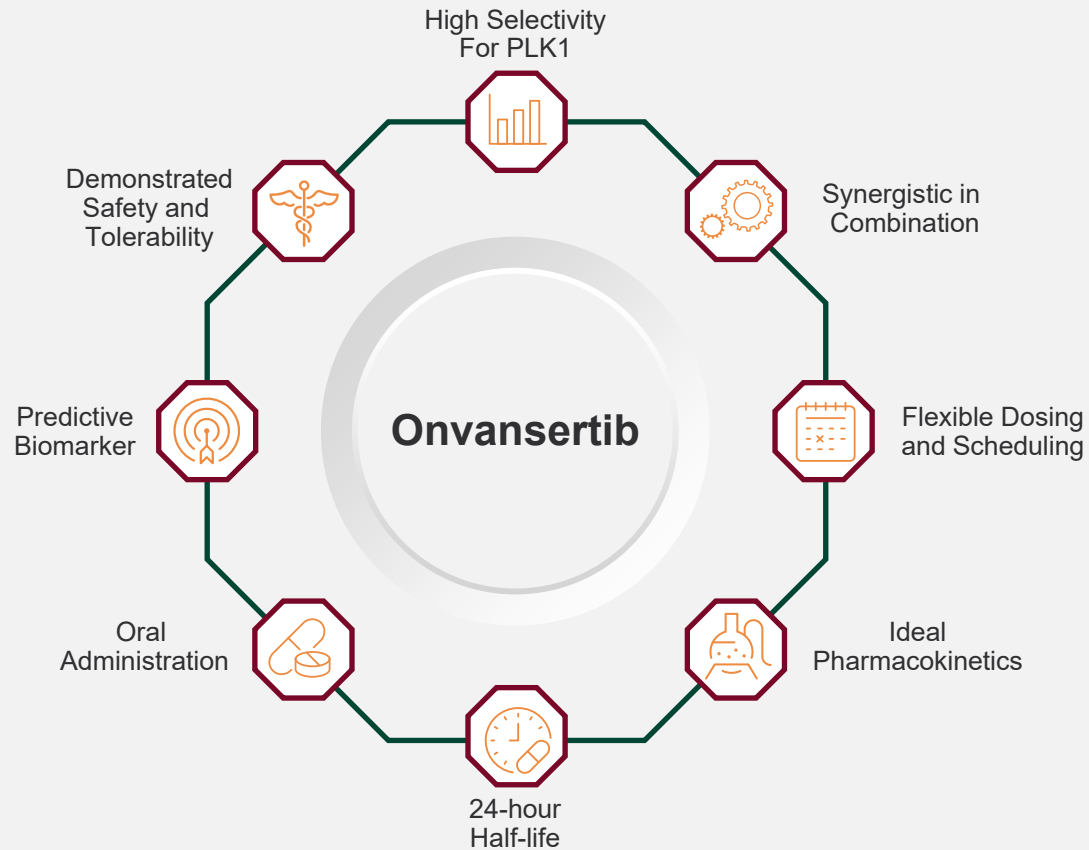 High Selectivity
For PLK1
Synergistic in
Combination
Flexible Dosing
and Scheduling
Ideal
Pharmacokinetics
24-hour
Half-life
Oral
Administration
Predictive
Biomarker
Demonstrated
Safety and
Tolerability
Onvansertib